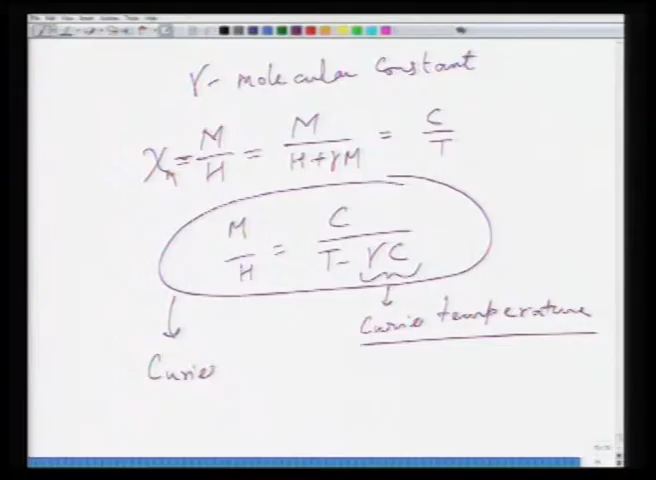 γ- molecular constant
χₘ = M/H = M/(H+γM) = C/T
M/H = C/(T-γC)
Curie temperature
Curie